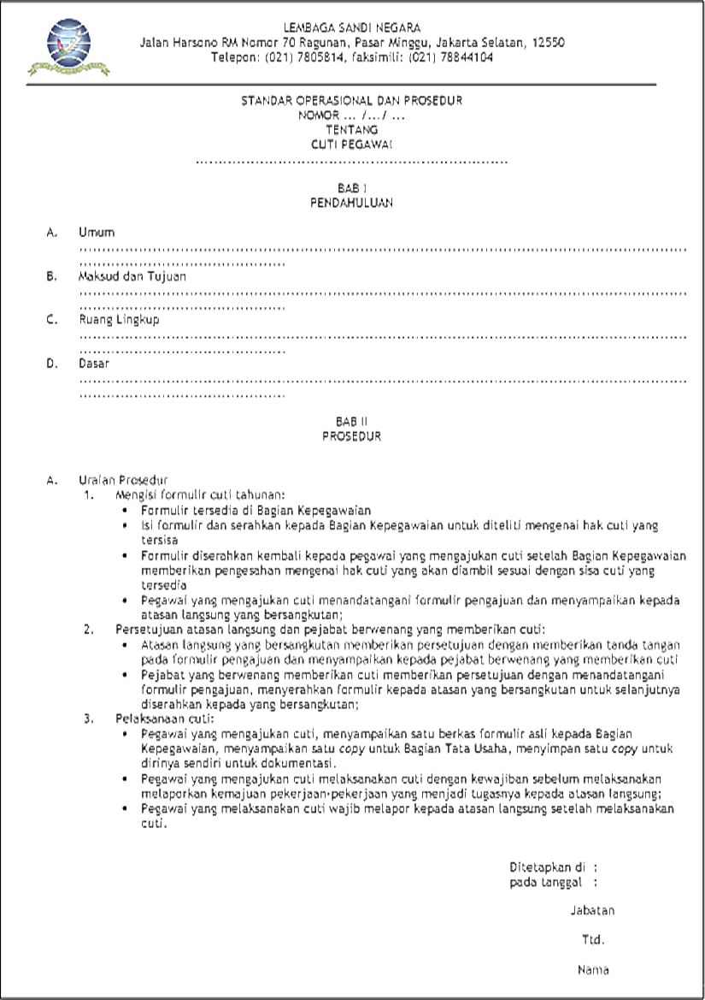 LEMBAGA SANDI NEGARA
Jalan Harsono RM Nomor 70 Ragunan, Pasar Minggu, Jakarta Selatan, 12550
Telepon: (021) 7805814, faksimili: (021) 78844104
STANDAR OPERASIONAL DAN PROSEDUR
NOMOR ... /.../ ...
TENTANG
CUTI PEGAWAI
....................................................................
BAB I
PENDAHULUAN
A. Umum
....................................................................................................................................
.............................................
B. Maksud dan Tujuan
....................................................................................................................................
.............................................
C. Ruang Lingkup
....................................................................................................................................
.............................................
D. Dasar
....................................................................................................................................
.............................................
BAB II
PROSEDUR
A. Uraian Prosedur
1. Mengisi formulir cuti tahunan:
• Formulir tersedia di Bagian Kepegawaian
• Isi formulir dan serahkan kepada Bagian Kepegawaian untuk diteliti mengenai hak cuti yang
tersisa
• Formulir diserahkan kembali kepada pegawai yang mengajukan cuti setelah Bagian Kepegawaian
memberikan pengesahan mengenai hak cuti yang akan diambil sesuai dengan sisa cuti yang
tersedia
• Pegawai yang mengajukan cuti menandatangani formulir pengajuan dan menyampaikan kepada
atasan langsung yang bersangkutan;
2. Persetujuan atasan langsung dan pejabat berwenang yang memberikan cuti:
• Atasan langsung yang bersangkutan memberikan persetujuan dengan memberikan tanda tangan
pada formulir pengajuan dan menyampaikan kepada pejabat berwenang yang memberikan cuti
• Pejabat yang berwenang memberikan cuti memberikan persetujuan dengan menandatangani
formulir pengajuan, menyerahkan formulir kepada atasan yang bersangkutan untuk selanjutnya
diserahkan kepada yang bersangkutan;
3. Pelaksanaan cuti:
• Pegawai yang mengajukan cuti, menyampaikan satu berkas formulir asli kepada Bagian
Kepegawaian, menyampaikan satu copy untuk Bagian Tata Usaha, menyimpan satu copy untuk
dirinya sendiri untuk dokumentasi.
• Pegawai yang mengajukan cuti melaksanakan cuti dengan kewajiban sebelum melaksanakan
melaporkan kemajuan pekerjaan-pekerjaan yang menjadi tugasnya kepada atasan langsung;
• Pegawai yang melaksanakan cuti wajib melapor kepada atasan langsung setelah melaksanakan
cuti.
Ditetapkan di :
pada tanggal :
Jabatan
Ttd.
Nama